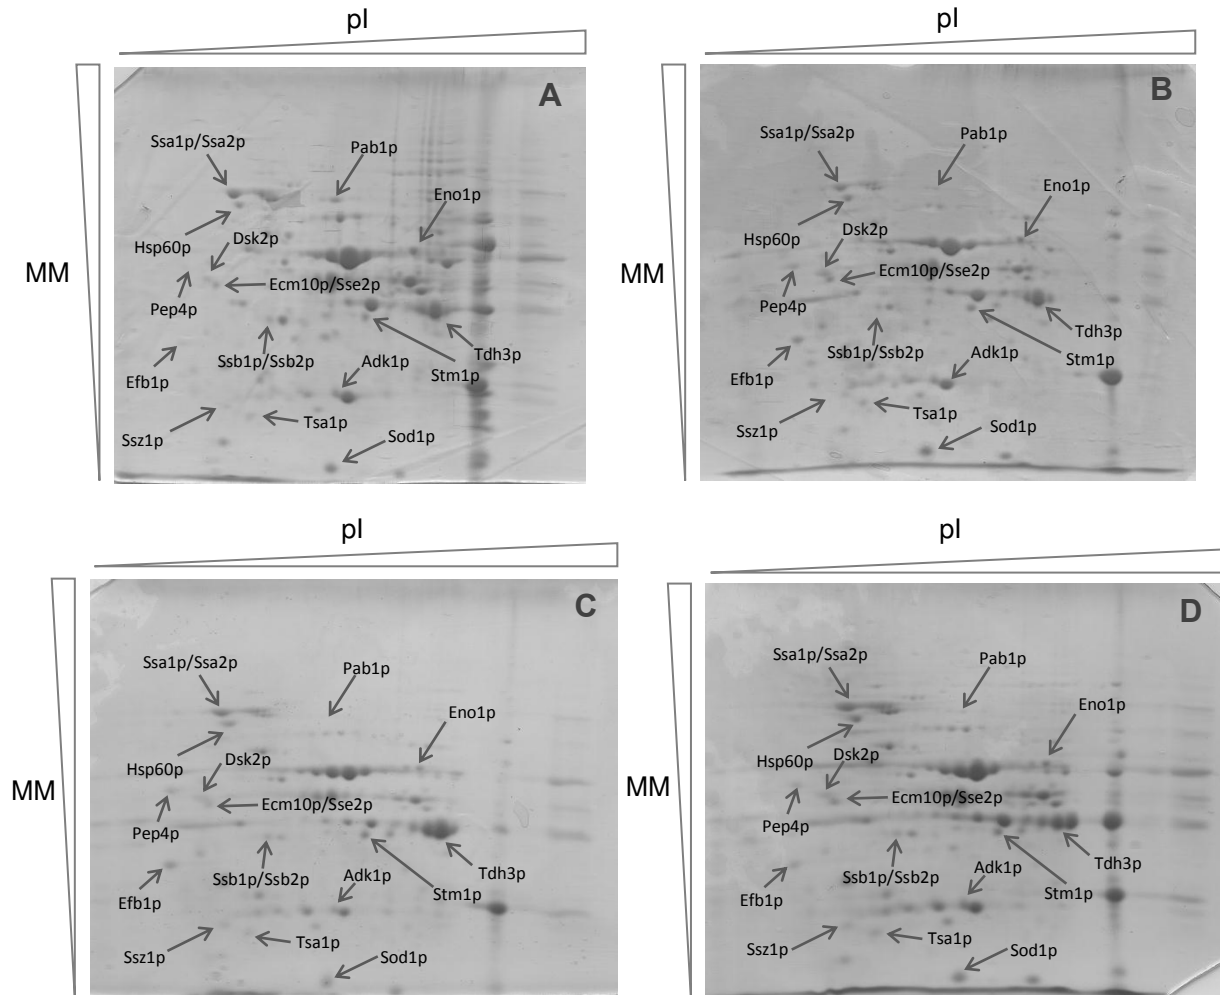 pI
pI
A
B
Ssa1p/Ssa2p
Pab1p
Ssa1p/Ssa2p
Pab1p
Eno1p
Eno1p
Hsp60p
Dsk2p
Hsp60p
Dsk2p
MM
Ecm10p/Sse2p
MM
Ecm10p/Sse2p
Pep4p
Pep4p
Tdh3p
Tdh3p
Ssb1p/Ssb2p
Adk1p
Stm1p
Ssb1p/Ssb2p
Adk1p
Stm1p
Efb1p
Efb1p
Ssz1p
Tsa1p
Ssz1p
Tsa1p
Sod1p
Sod1p
pI
pI
C
D
Ssa1p/Ssa2p
Pab1p
Ssa1p/Ssa2p
Pab1p
Eno1p
Eno1p
Hsp60p
Dsk2p
Hsp60p
Dsk2p
MM
Ecm10p/Sse2p
MM
Ecm10p/Sse2p
Pep4p
Pep4p
Tdh3p
Tdh3p
Ssb1p/Ssb2p
Adk1p
Stm1p
Ssb1p/Ssb2p
Adk1p
Stm1p
Efb1p
Efb1p
Ssz1p
Tsa1p
Ssz1p
Tsa1p
Sod1p
Sod1p